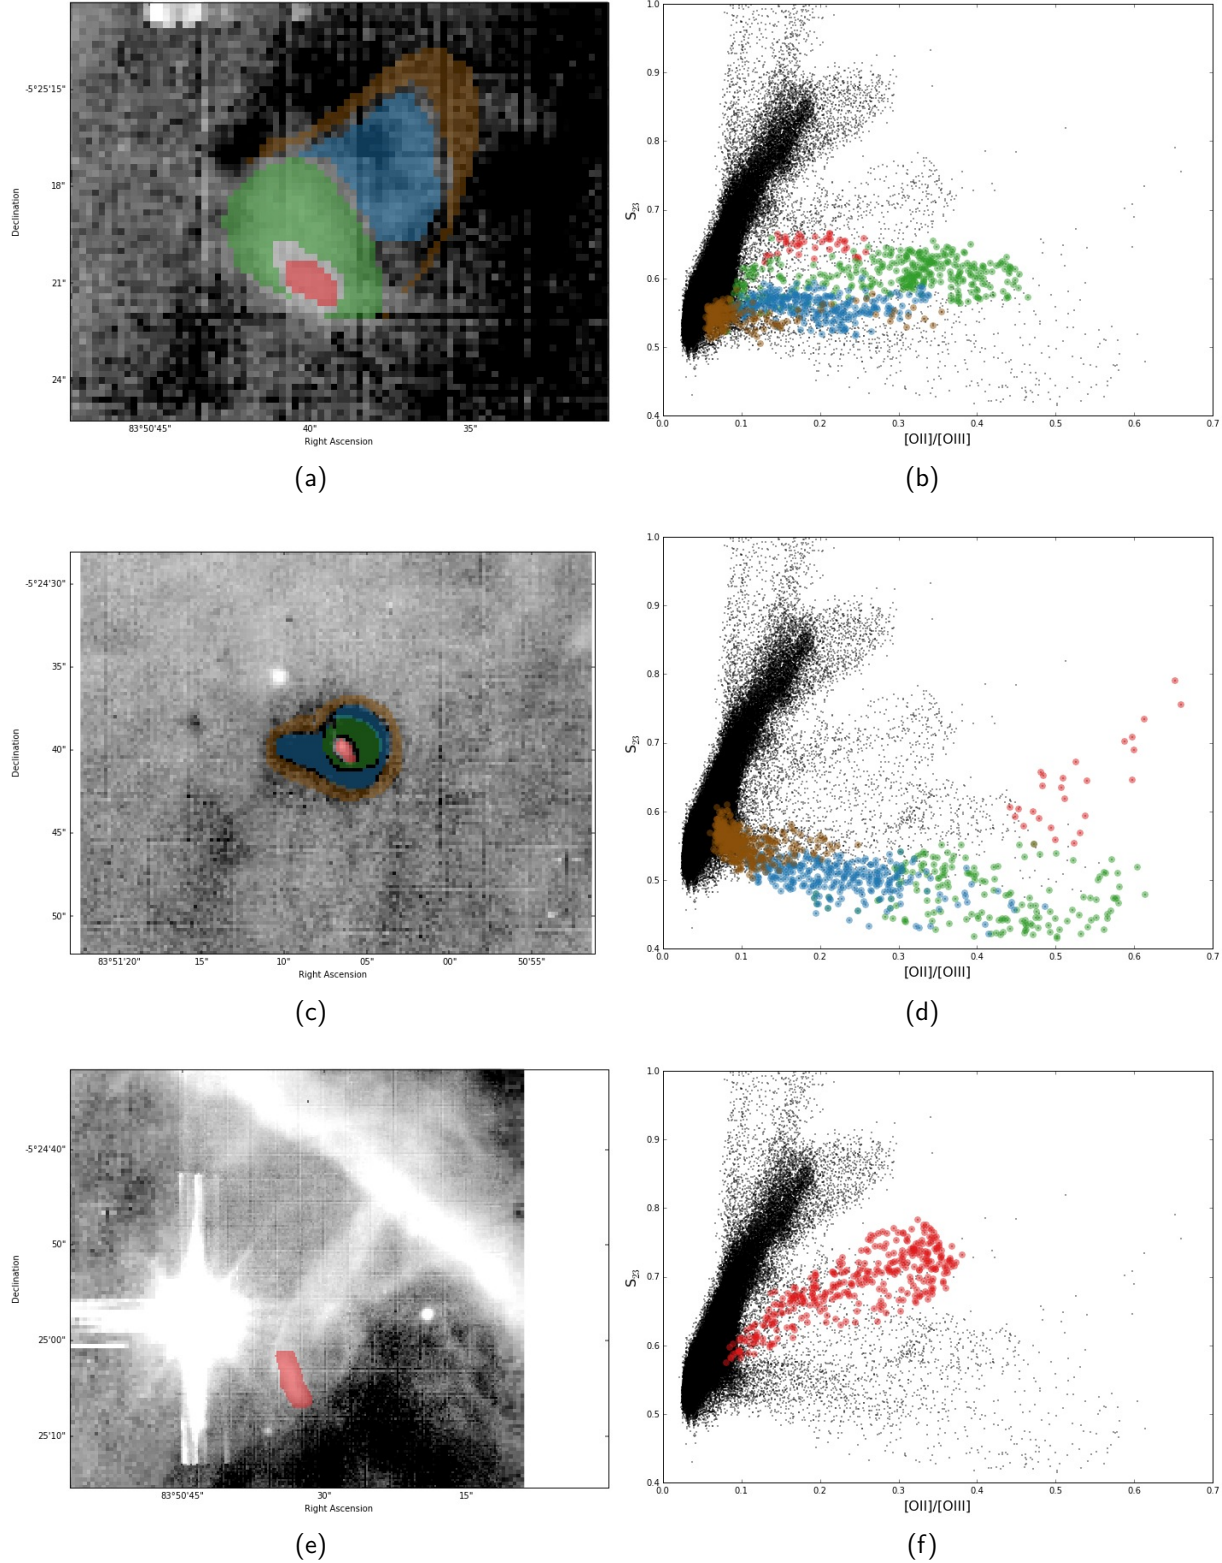 -5°25'15"
18"
21"
24"
Declination
83°50'45"
40"
35"
Right Ascension
(a)
1.0
0.9
0.8
0.7
0.6
0.5
0.4
S23
0.0 0.1 0.2 0.3 0.4 0.5 0.6 0.7
[OII]/[OIII]
(b)
-5°24'30"
35"
40"
45"
50"
Declination
83°51'20" 15" 10" 05" 00" 50'55"
Right Ascension
(c)
1.0
0.9
0.8
0.7
0.6
0.5
0.4
S23
0.0 0.1 0.2 0.3 0.4 0.5 0.6 0.7
[OII]/[OIII]
(d)
-5°24'40"
50"
25'00"
25'10"
Declination
83°50'45" 30" 15"
Right Ascension
(e)
1.0
0.9
0.8
0.7
0.6
0.5
0.4
S23
0.0 0.1 0.2 0.3 0.4 0.5 0.6 0.7
[OII]/[OIII]
(f)